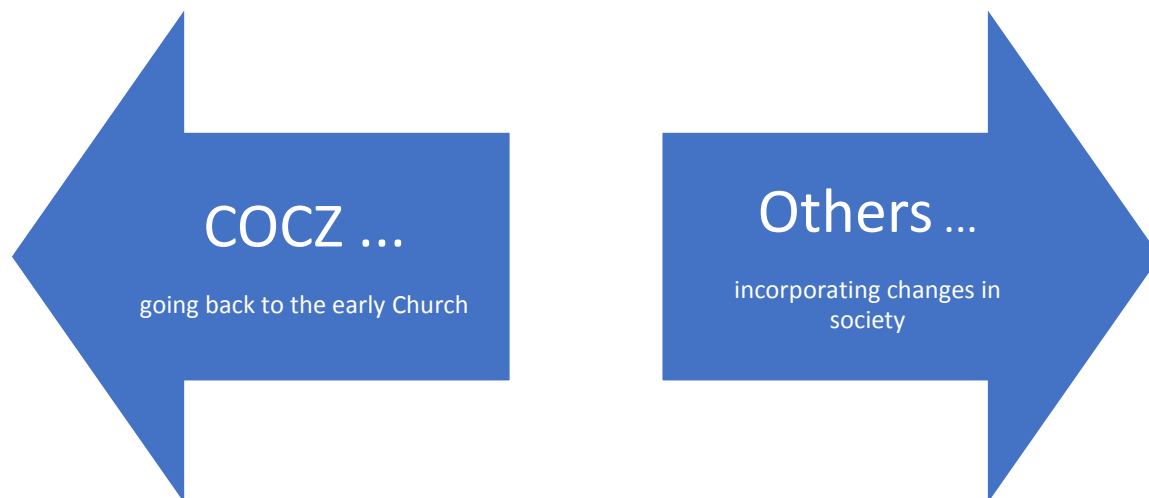 COCZ ...
going back to the early Church
Others ...
incorporating changes in
society